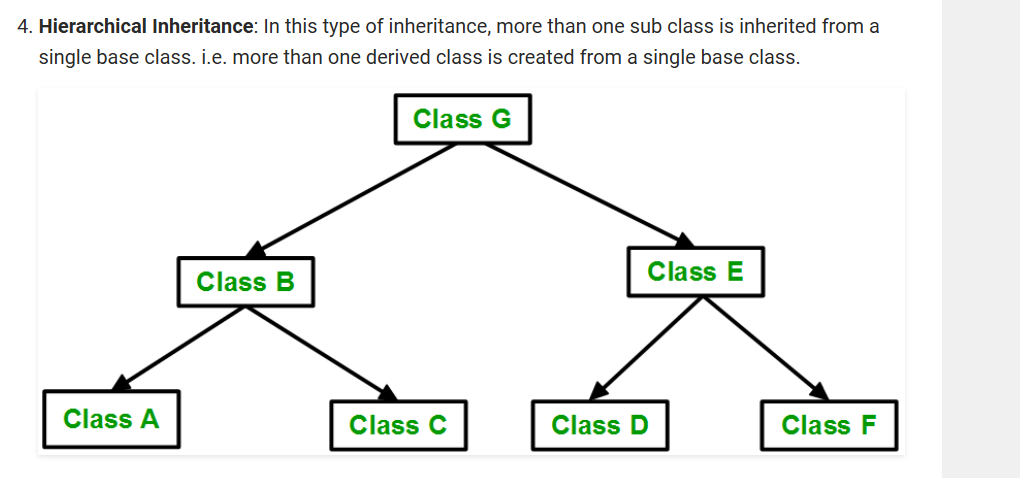 4. Hierarchical Inheritance: In this type of inheritance, more than one sub class is inherited from a
single base class. i.e. more than one derived class is created from a single base class.
Class G
Class B
Class E
Class A
Class C
Class D
Class F